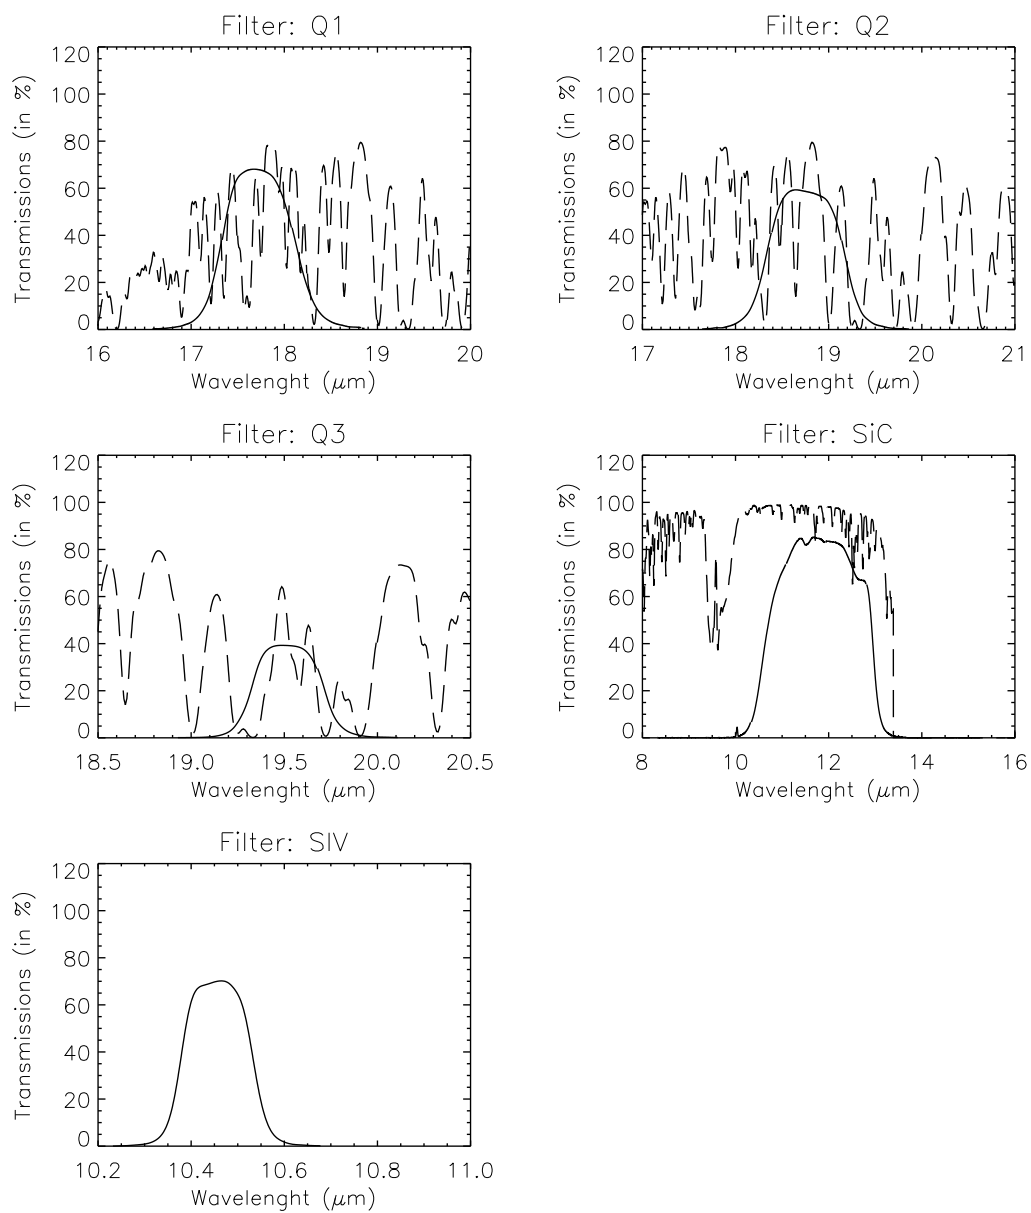 Filter: Q1
120
100
80
60
40
20
0
Transmissions (in %)
16 17 18 19 20
Wavelenght (μm)
Filter: Q2
120
100
80
60
40
20
0
Transmissions (in %)
17 18 19 20 21
Wavelenght (μm)
Filter: Q3
120
100
80
60
40
20
0
Transmissions (in %)
18.5 19.0 19.5 20.0 20.5
Wavelenght (μm)
Filter: SiC
120
100
80
60
40
20
0
Transmissions (in %)
8 10 12 14 16
Wavelenght (μm)
Filter: SIV
120
100
80
60
40
20
0
Transmissions (in %)
10.2 10.4 10.6 10.8 11.0
Wavelenght (μm)